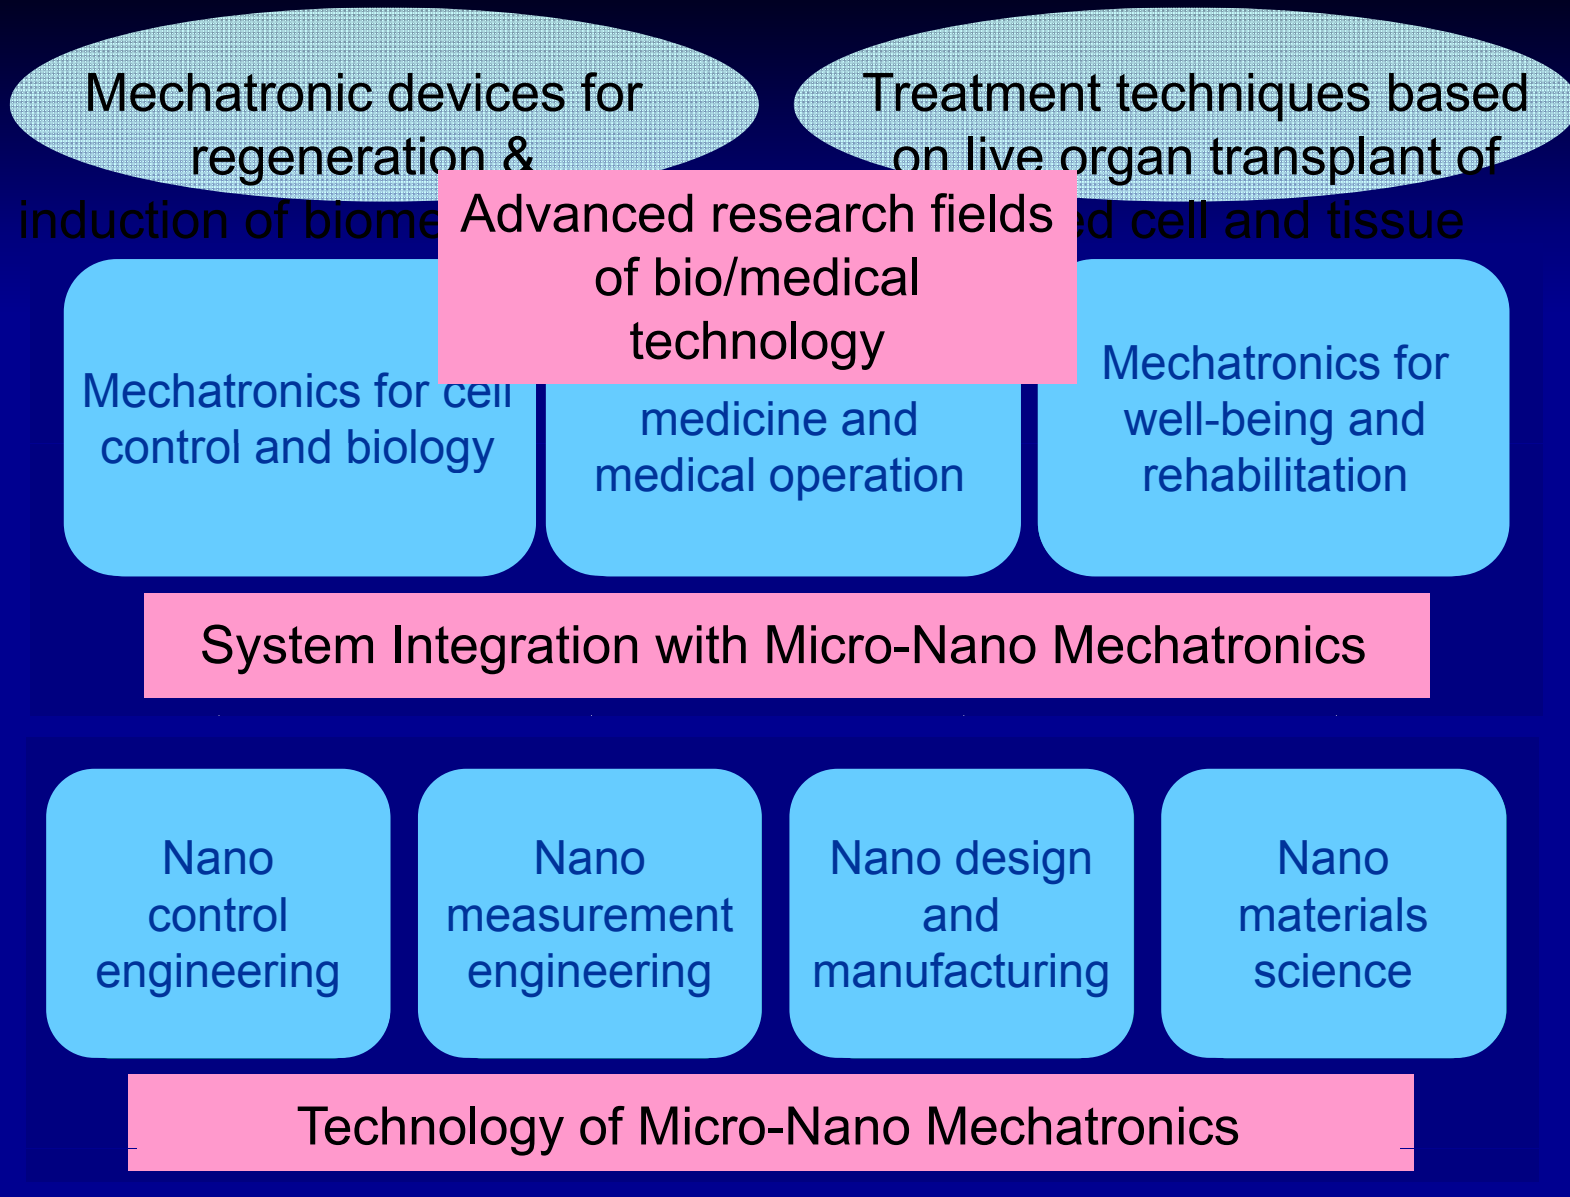 Mechatronic devices for
regeneration &
induction of
Treatment techniques based
on live organ transplant of
cell and tissue
Advanced research fields
of bio/medical
technology
Mechatronics for cell
control and biology
medicine and
medical operation
Mechatronics for
well-being and
rehabilitation
System Integration with Micro-Nano Mechatronics
Nano
control
engineering
Nano
measurement
engineering
Nano design
and
manufacturing
Nano
materials
science
Technology of Micro-Nano Mechatronics